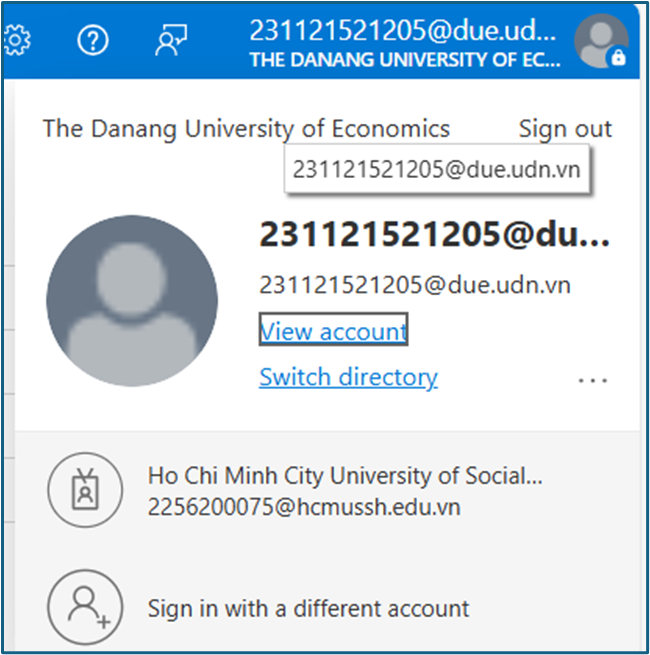 231121521205@due.ud...
THE DANANG UNIVERSITY OF EC...
The Danang University of Economics
Sign out
231121521205@due.udn.vn
231121521205@du...
231121521205@due.udn.vn
View account
Switch directory
...
Ho Chi Minh City University of Social...
2256200075@hcmussh.edu.vn
Sign in with a different account